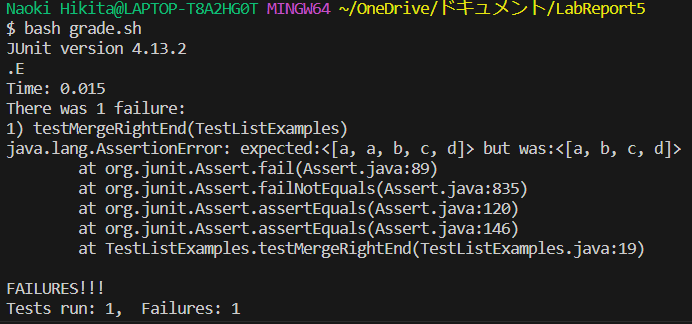 Naoki Hikita@LAPTOP-T8A2HG0T MINGW64 ~/OneDrive/ドキュメント/LabReport5
$ bash grade.sh
JUnit version 4.13.2
.E
Time: 0.015
There was 1 failure:
1) testMergeRightEnd(TestListExamples)
java.lang.AssertionError: expected:<[a, a, b, c, d]> but was:<[a, b, c, d]>
        at org.junit.Assert.fail(Assert.java:89)
        at org.junit.Assert.failNotEquals(Assert.java:835)
        at org.junit.Assert.assertEquals(Assert.java:120)
        at org.junit.Assert.assertEquals(Assert.java:146)
        at TestListExamples.testMergeRightEnd(TestListExamples.java:19)

FAILURES!!!
Tests run: 1,  Failures: 1